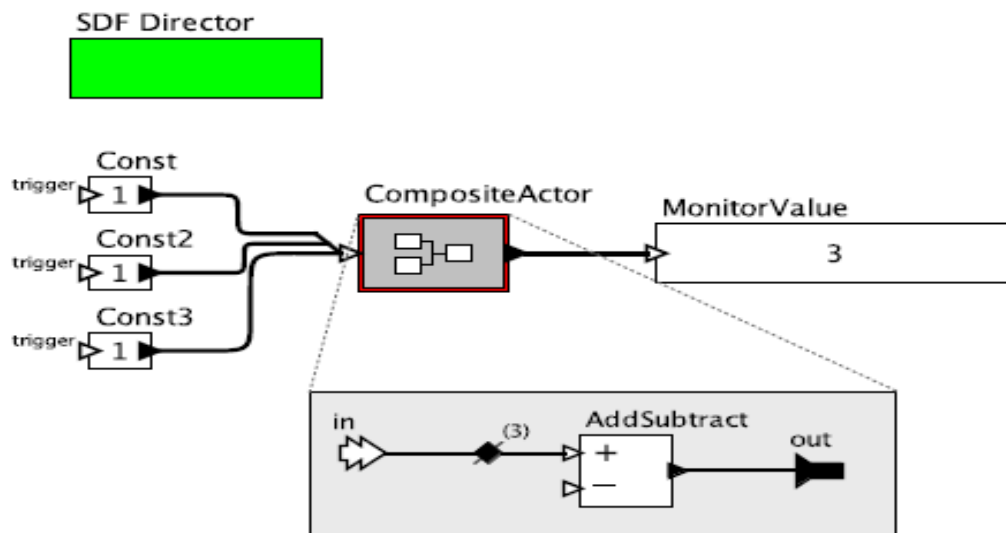 SDF Director
Const
trigger
1
Const2
trigger
1
Const3
trigger
1
CompositeActor
MonitorValue
3
in
(3)
AddSubtract
+
−
out